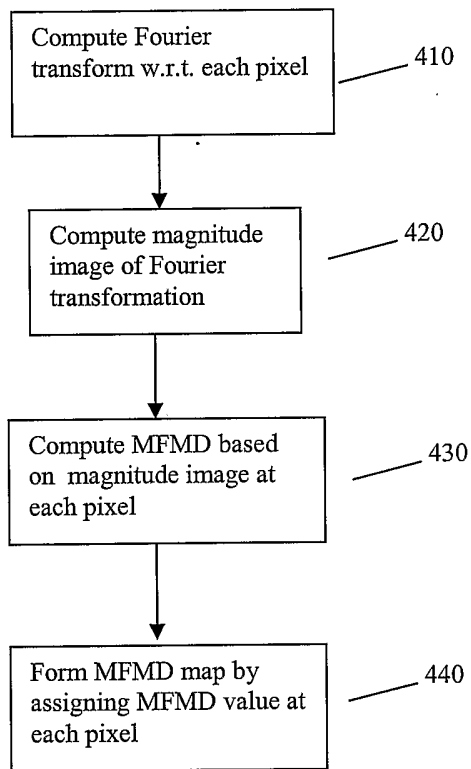 Compute Fourier
transform w.r.t. each pixel
410
Compute magnitude
image of Fourier
transformation
420
Compute MFMD based
on magnitude image at
each pixel
430
Form MFMD map by
assigning MFMD value at
each pixel
440